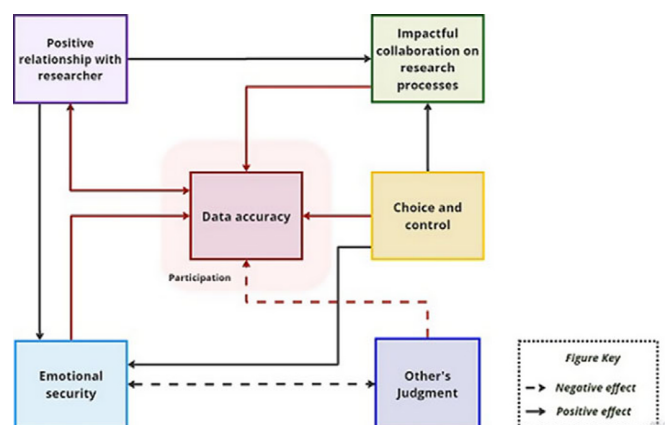 Positive
relationship with
researcher
Impactful
collaboration on
research
processes
Data accuracy
Choice and
control
Participation
Emotional
security
Other's
Judgment
Figure Key
Negative effect
Positive effect